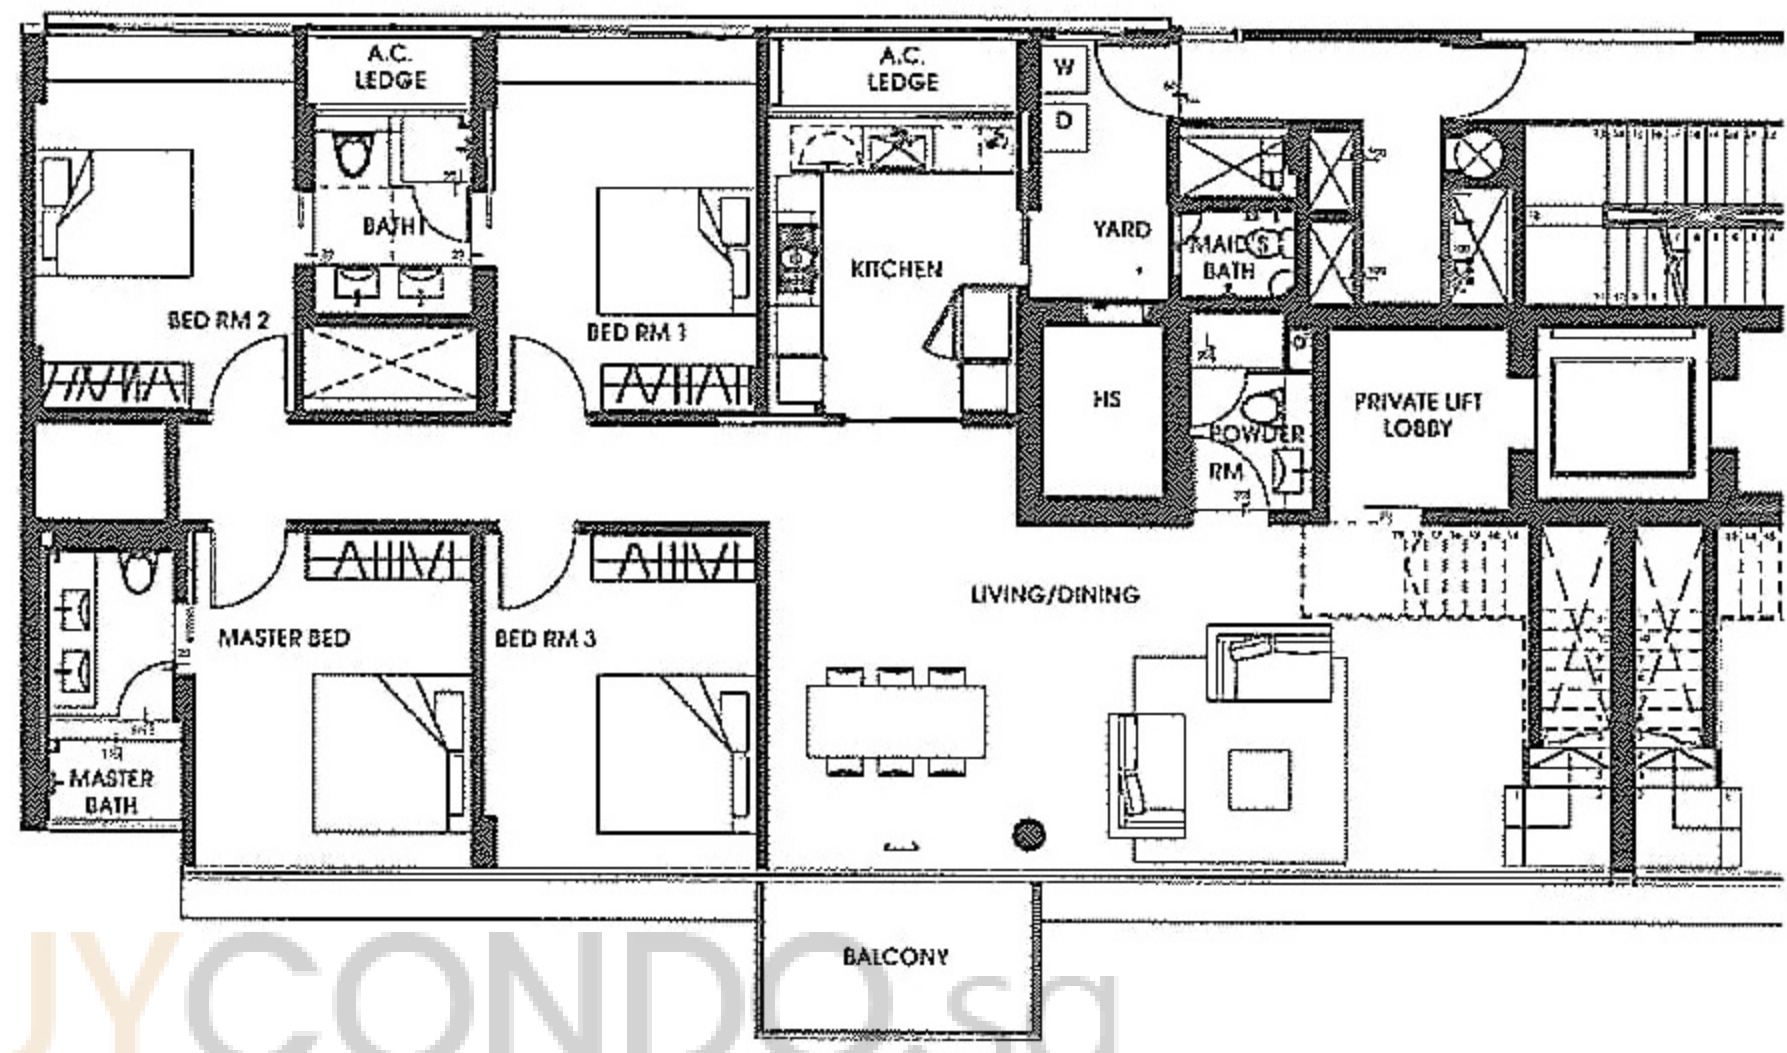 A.C.
LEDGE
A.C.
LEDGE
W
D
BATH 1
YARD
MAID'S
BATH
KITCHEN
BED RM 2
BED RM 1
HS
PRIVATE LIFT
LOBBY
POWDER
RM
LIVING/DINING
MASTER BED
BED RM 3
MASTER
BATH
BALCONY
JYCONDO.sg